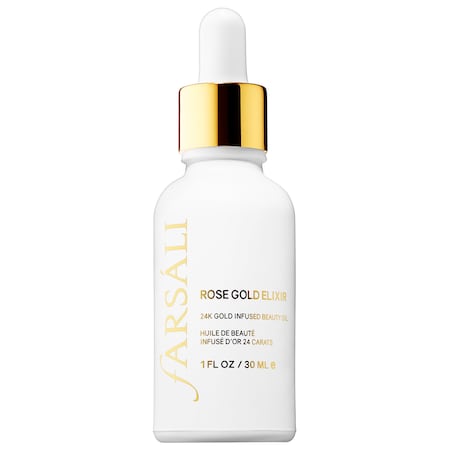 FARSÁLI
ROSE GOLD ELIXIR
24K GOLD INFUSED BEAUTY OIL
HUILE DE BEAUTÉ
INFUSÉ D'OR 24 CARATS
1 FL OZ / 30 ML e